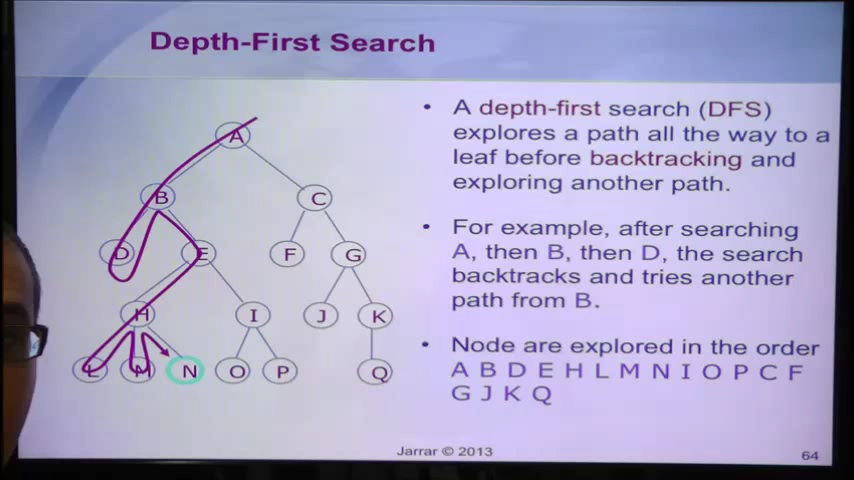 Depth-First Search
A
B
C
D
E
F
G
H
I
J
K
L
M
N
O
P
Q
• A depth-first search (DFS)
explores a path all the way to a
leaf before backtracking and
exploring another path.
• For example, after searching
A, then B, then D, the search
backtracks and tries another
path from B.
• Node are explored in the order
A B D E H L M N I O P C F
G J K Q
Jarrar © 2013
64